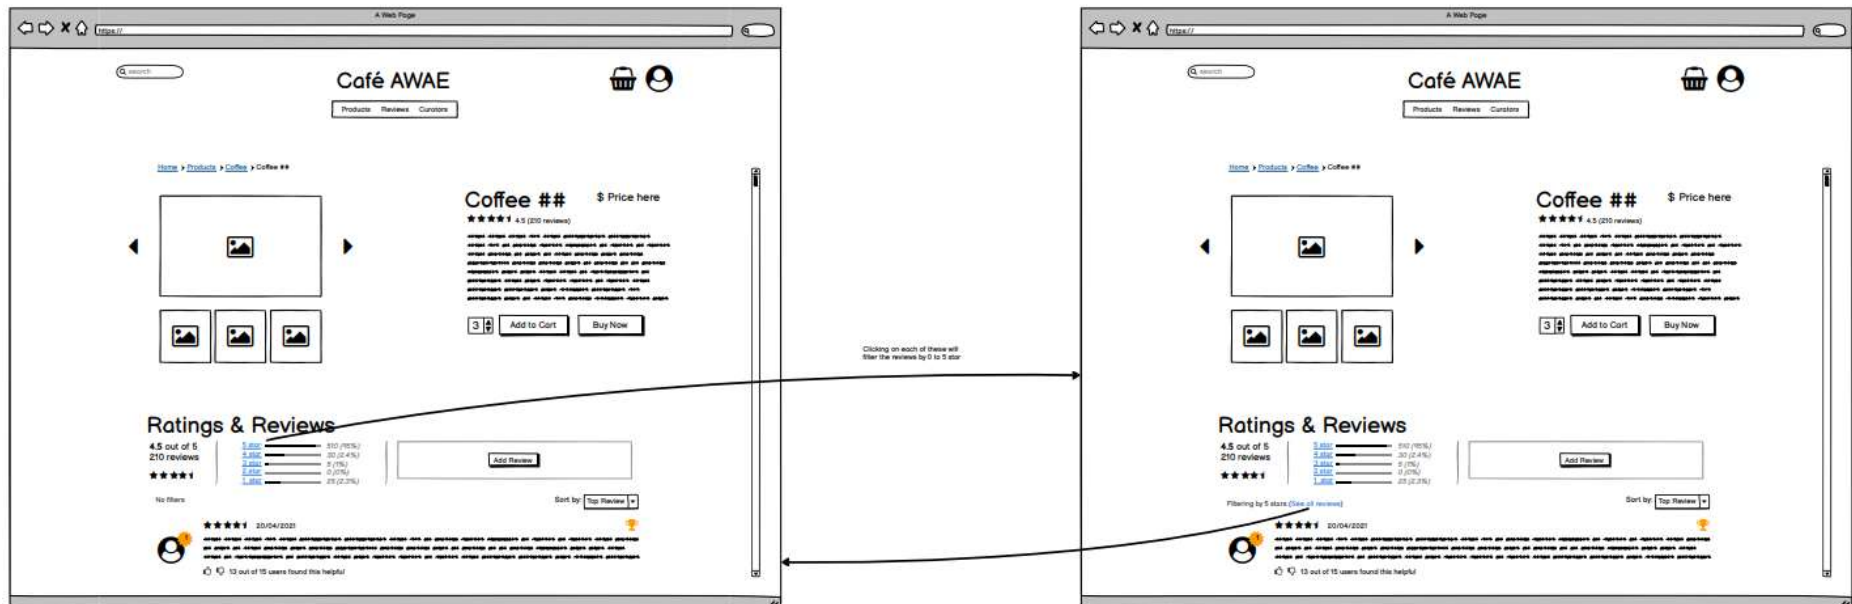 A Web Page
https://
search
Café AWAE
Products Reviews Curators
Home Products Coffee Coffee ##
Coffee ## $ Price here
4.5 (210 reviews)
3 Add to Cart Buy Now
Ratings & Reviews
4.5 out of 5
210 reviews
5 star 510 (95%)
4 star 30 (2.4%)
3 star 5 (1%)
2 star 0 (0%)
1 star 25 (2.3%)
Add Review
No filters
Sort by: Top Review
20/04/2021
1
13 out of 15 users found this helpful
Clicking on each of these will
filter the reviews by 0 to 5 star
A Web Page
https://
search
Café AWAE
Products Reviews Curators
Home Products Coffee Coffee ##
Coffee ## $ Price here
4.5 (210 reviews)
3 Add to Cart Buy Now
Ratings & Reviews
4.5 out of 5
210 reviews
5 star 510 (95%)
4 star 30 (2.4%)
3 star 5 (1%)
2 star 0 (0%)
1 star 25 (2.3%)
Add Review
Filtering by 5 stars (See all reviews)
Sort by: Top Review
20/04/2021
1
13 out of 15 users found this helpful